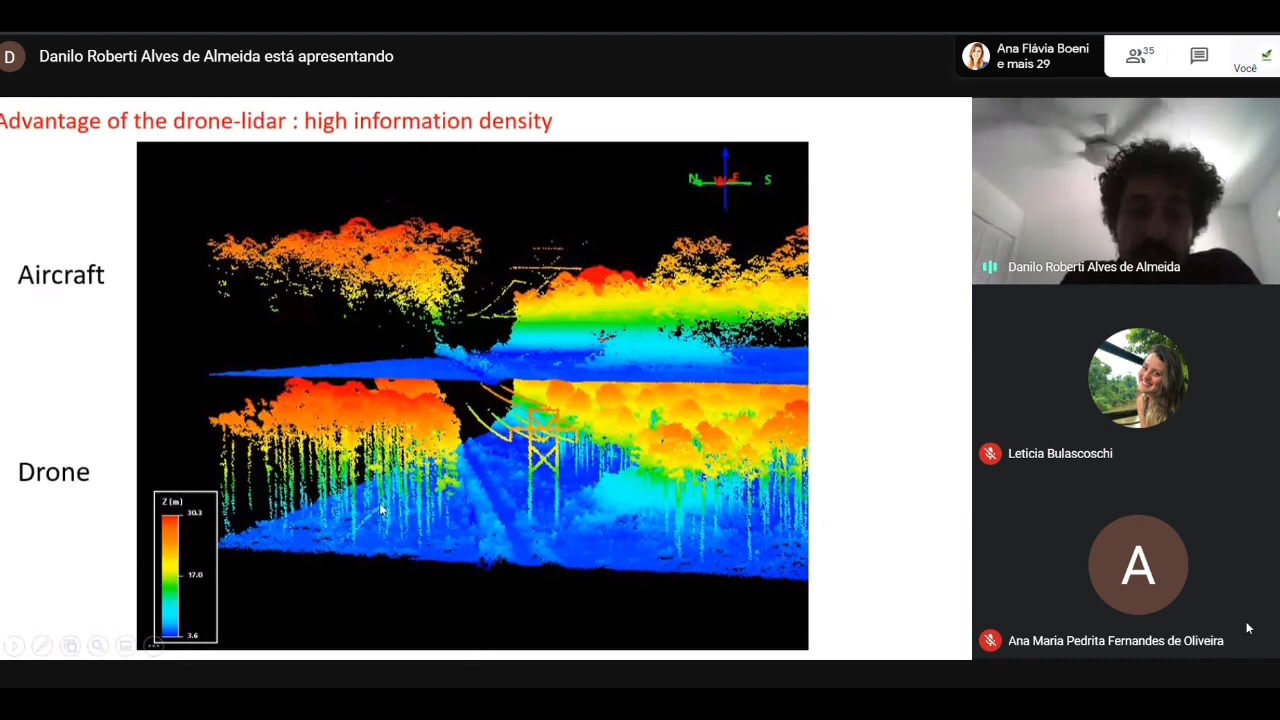 D
Danilo Roberti Alves de Almeida está apresentando
Ana Flávia Boeni
e mais 29
35
Você
Advantage of the drone-lidar : high information density
N
W
E
S
Aircraft
Danilo Roberti Alves de Almeida
Drone
Leticia Bulascoschi
Z (m)
30.3
17.0
3.6
A
Ana Maria Pedrita Fernandes de Oliveira